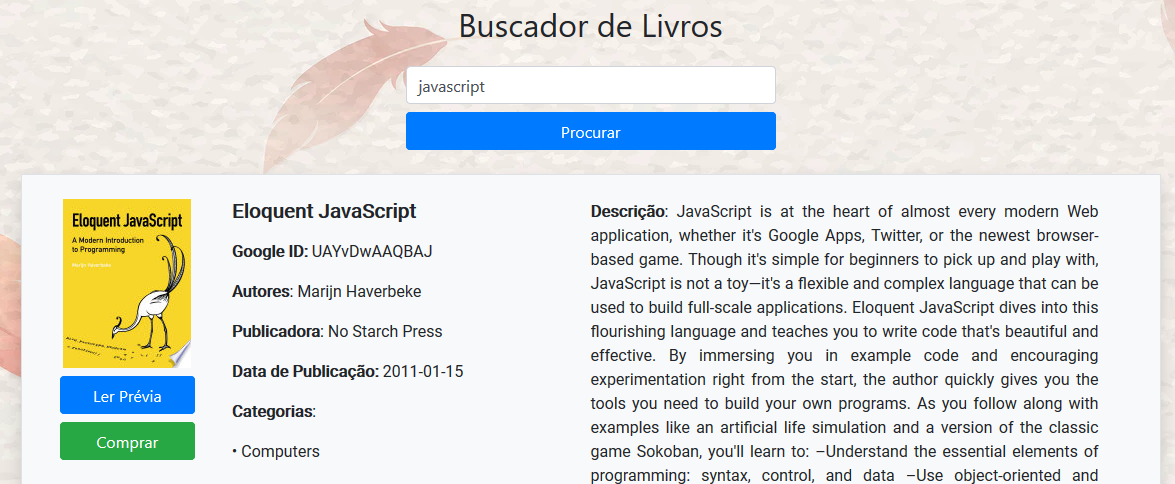 Buscador de Livros
javascript
Procurar
Eloquent JavaScript
A Modern Introduction
to Programming
Marijn Haverbeke
Ler Prévia
Comprar
Eloquent JavaScript
Google ID: UAYvDwAAQBAJ
Autores: Marijn Haverbeke
Publicadora: No Starch Press
Data de Publicação: 2011-01-15
Categorias:
• Computers
Descrição: JavaScript is at the heart of almost every modern Web
application, whether it's Google Apps, Twitter, or the newest browser-
based game. Though it's simple for beginners to pick up and play with,
JavaScript is not a toy—it's a flexible and complex language that can be
used to build full-scale applications. Eloquent JavaScript dives into this
flourishing language and teaches you to write code that's beautiful and
effective. By immersing you in example code and encouraging
experimentation right from the start, the author quickly gives you the
tools you need to build your own programs. As you follow along with
examples like an artificial life simulation and a version of the classic
game Sokoban, you'll learn to: –Understand the essential elements of
programming: syntax, control, and data –Use object-oriented and